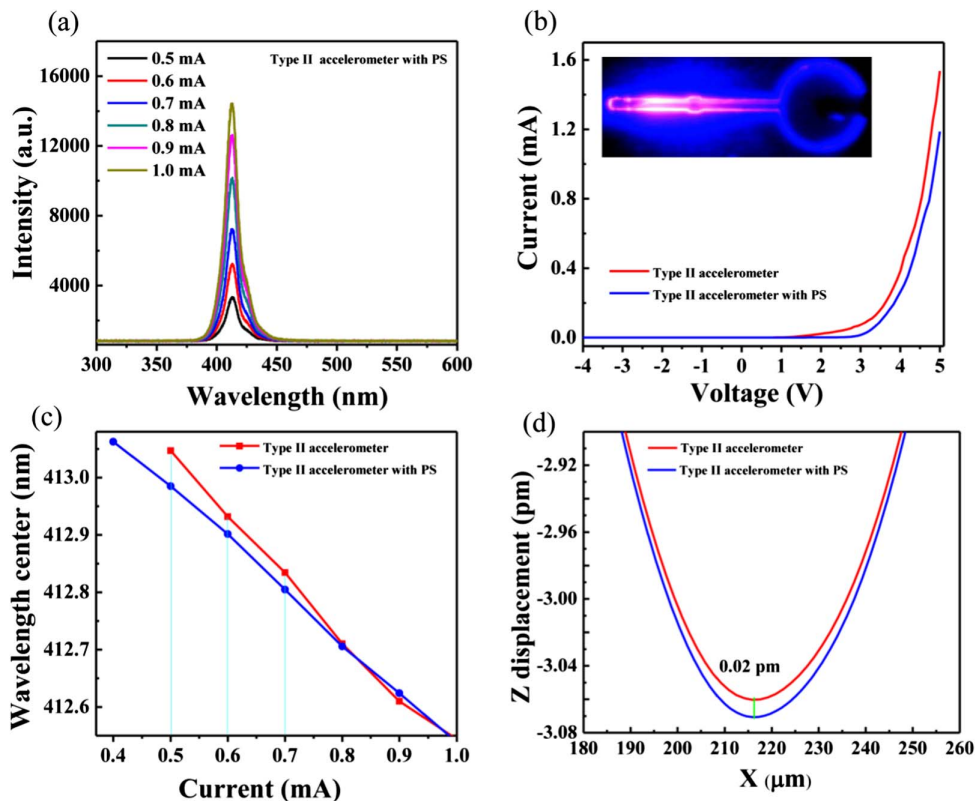 (a)
0.5 mA
0.6 mA
0.7 mA
0.8 mA
0.9 mA
1.0 mA
Type II accelerometer with PS
16000
12000
8000
4000
0
Intensity (a.u.)
300 350 400 450 500 550 600
Wavelength (nm)
(b)
1.6
1.2
0.8
0.4
0.0
Current (mA)
Type II accelerometer
Type II accelerometer with PS
-4 -3 -2 -1 0 1 2 3 4 5
Voltage (V)
(c)
Type II accelerometer
Type II accelerometer with PS
413.0
412.9
412.8
412.7
412.6
Wavelength center (nm)
0.4 0.5 0.6 0.7 0.8 0.9 1.0
Current (mA)
(d)
Type II accelerometer
Type II accelerometer with PS
-2.92
-2.96
-3.00
-3.04
-3.08
Z displacement (pm)
0.02 pm
180 190 200 210 220 230 240 250 260
X (μm)